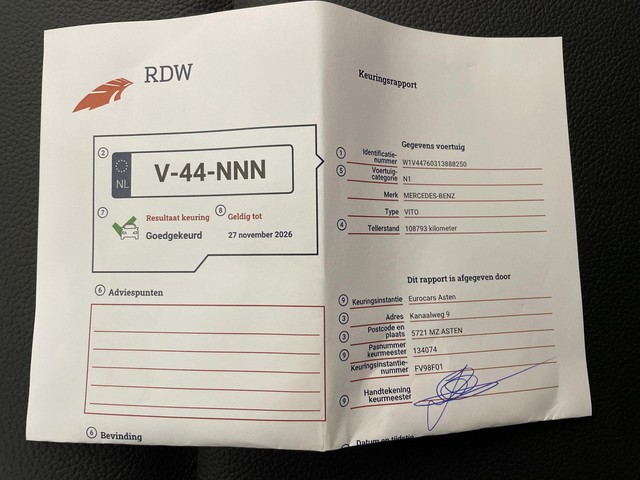 RDW
Keuringsrapport
2
NL
V-44-NNN
7
Resultaat keuring
Goedgekeurd
8
Geldig tot
27 november 2026
6 Adviespunten
6 Bevinding
Gegevens voertuig
1 Identificatie-
nummer W1V44760313888250
5 Voertuig-
categorie N1
Merk MERCEDES-BENZ
Type VITO
4 Tellerstand 108793 kilometer
Dit rapport is afgegeven door
9 Keuringsinstantie Eurocars Asten
3 Adres Kanaalweg 9
3 Postcode en
plaats 5721 MZ ASTEN
9 Pasnummer
keurmeester 134074
Keuringsinstantie-
nummer FV98F01
9 Handtekening
keurmeester
Datum en tijdstip